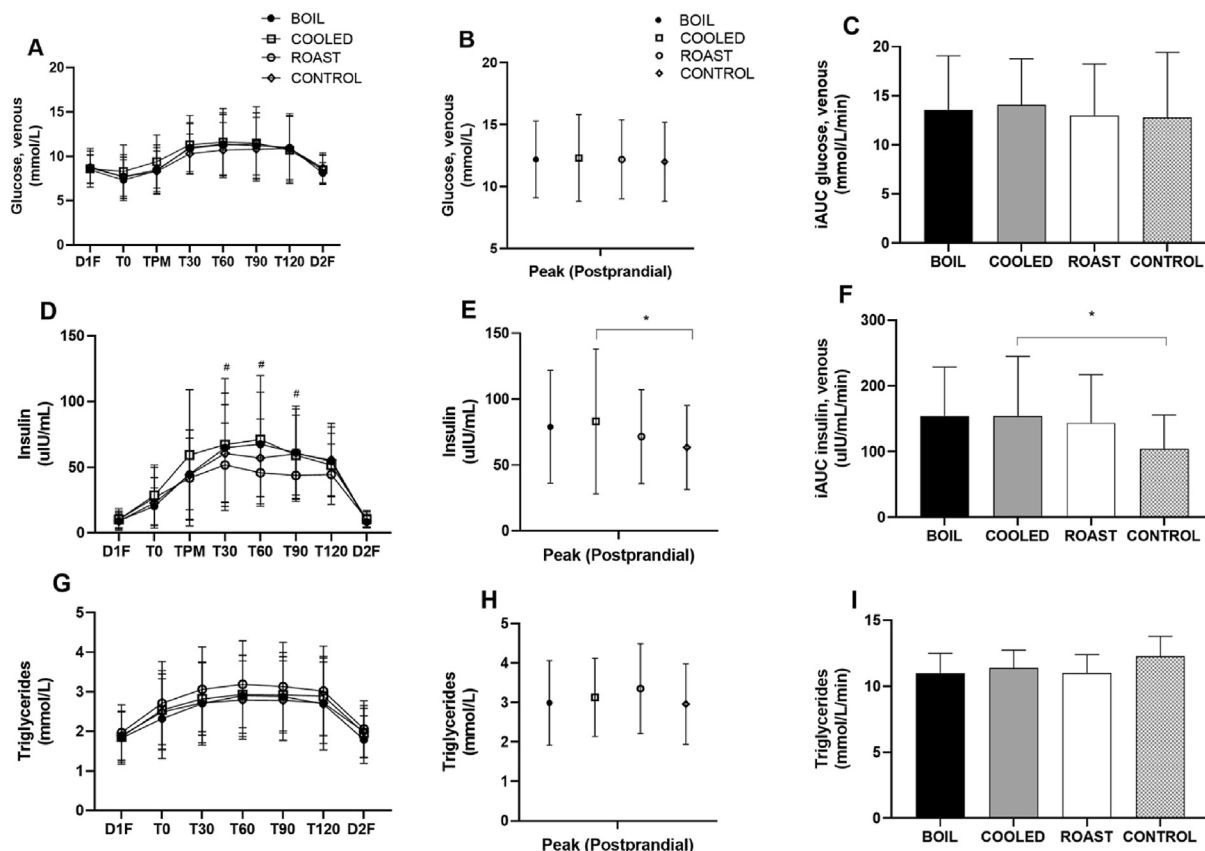 A
BOIL
COOLED
ROAST
CONTROL
Glucose, venous
(mmol/L)
20
15
10
5
0
D1F T0 TPM T30 T60 T90 T120 D2F
B
BOIL
COOLED
ROAST
CONTROL
Glucose, venous
(mmol/L)
20
15
10
5
Peak (Postprandial)
C
iAUC glucose, venous
(mmol/L/min)
20
15
10
5
0
BOIL COOLED ROAST CONTROL
D
Insulin
(uIU/mL)
150
100
50
0
# # #
D1F T0 TPM T30 T60 T90 T120 D2F
E
Insulin
(uIU/mL)
150
100
50
0
*
Peak (Postprandial)
F
iAUC insulin, venous
(uIU/mL/min)
300
200
100
0
*
BOIL COOLED ROAST CONTROL
G
Triglycerides
(mmol/L)
5
4
3
2
1
0
D1F T0 T30 T60 T90 T120 D2F
H
Triglycerides
(mmol/L)
5
4
3
2
1
0
Peak (Postprandial)
I
Triglycerides
(mmol/L/min)
15
10
5
0
BOIL COOLED ROAST CONTROL